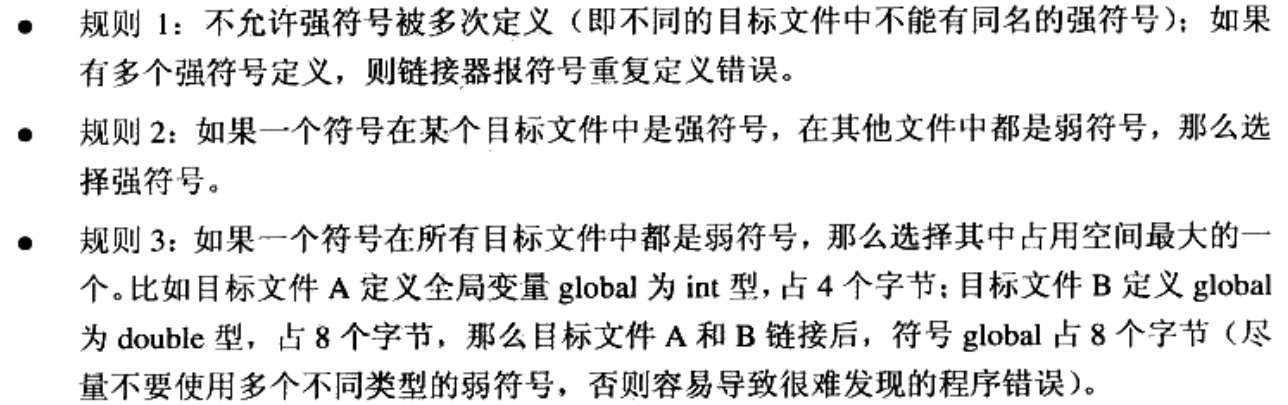 ● 规则 1：不允许强符号被多次定义（即不同的目标文件中不能有同名的强符号）；如果
有多个强符号定义，则链接器报符号重复定义错误。
● 规则 2：如果一个符号在某个目标文件中是强符号，在其他文件中都是弱符号，那么选
择强符号。
● 规则 3：如果一个符号在所有目标文件中都是弱符号，那么选择其中占用空间最大的一
个。比如目标文件 A 定义全局变量 global 为 int 型，占 4 个字节；目标文件 B 定义 global
为 double 型，占 8 个字节，那么目标文件 A 和 B 链接后，符号 global 占 8 个字节（尽
量不要使用多个不同类型的弱符号，否则容易导致很难发现的程序错误）。